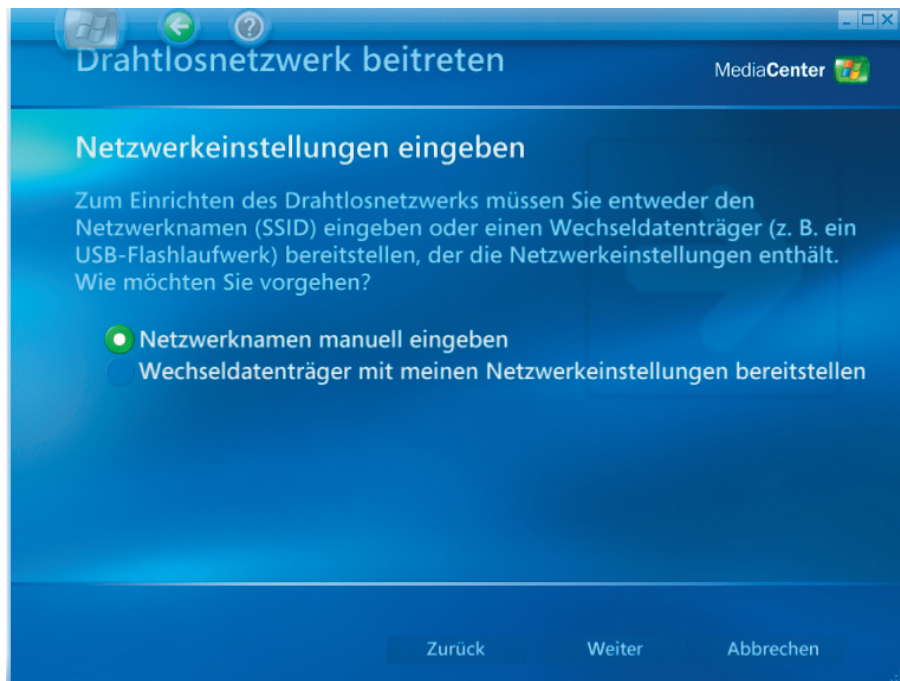 Drahtlosnetzwerk beitreten
MediaCenter
Netzwerkeinstellungen eingeben
Zum Einrichten des Drahtlosnetzwerks müssen Sie entweder den
Netzwerknamen (SSID) eingeben oder einen Wechseldatenträger (z. B. ein
USB-Flashlaufwerk) bereitstellen, der die Netzwerkeinstellungen enthält.
Wie möchten Sie vorgehen?
Netzwerknamen manuell eingeben
Wechseldatenträger mit meinen Netzwerkeinstellungen bereitstellen
Zurück Weiter Abbrechen